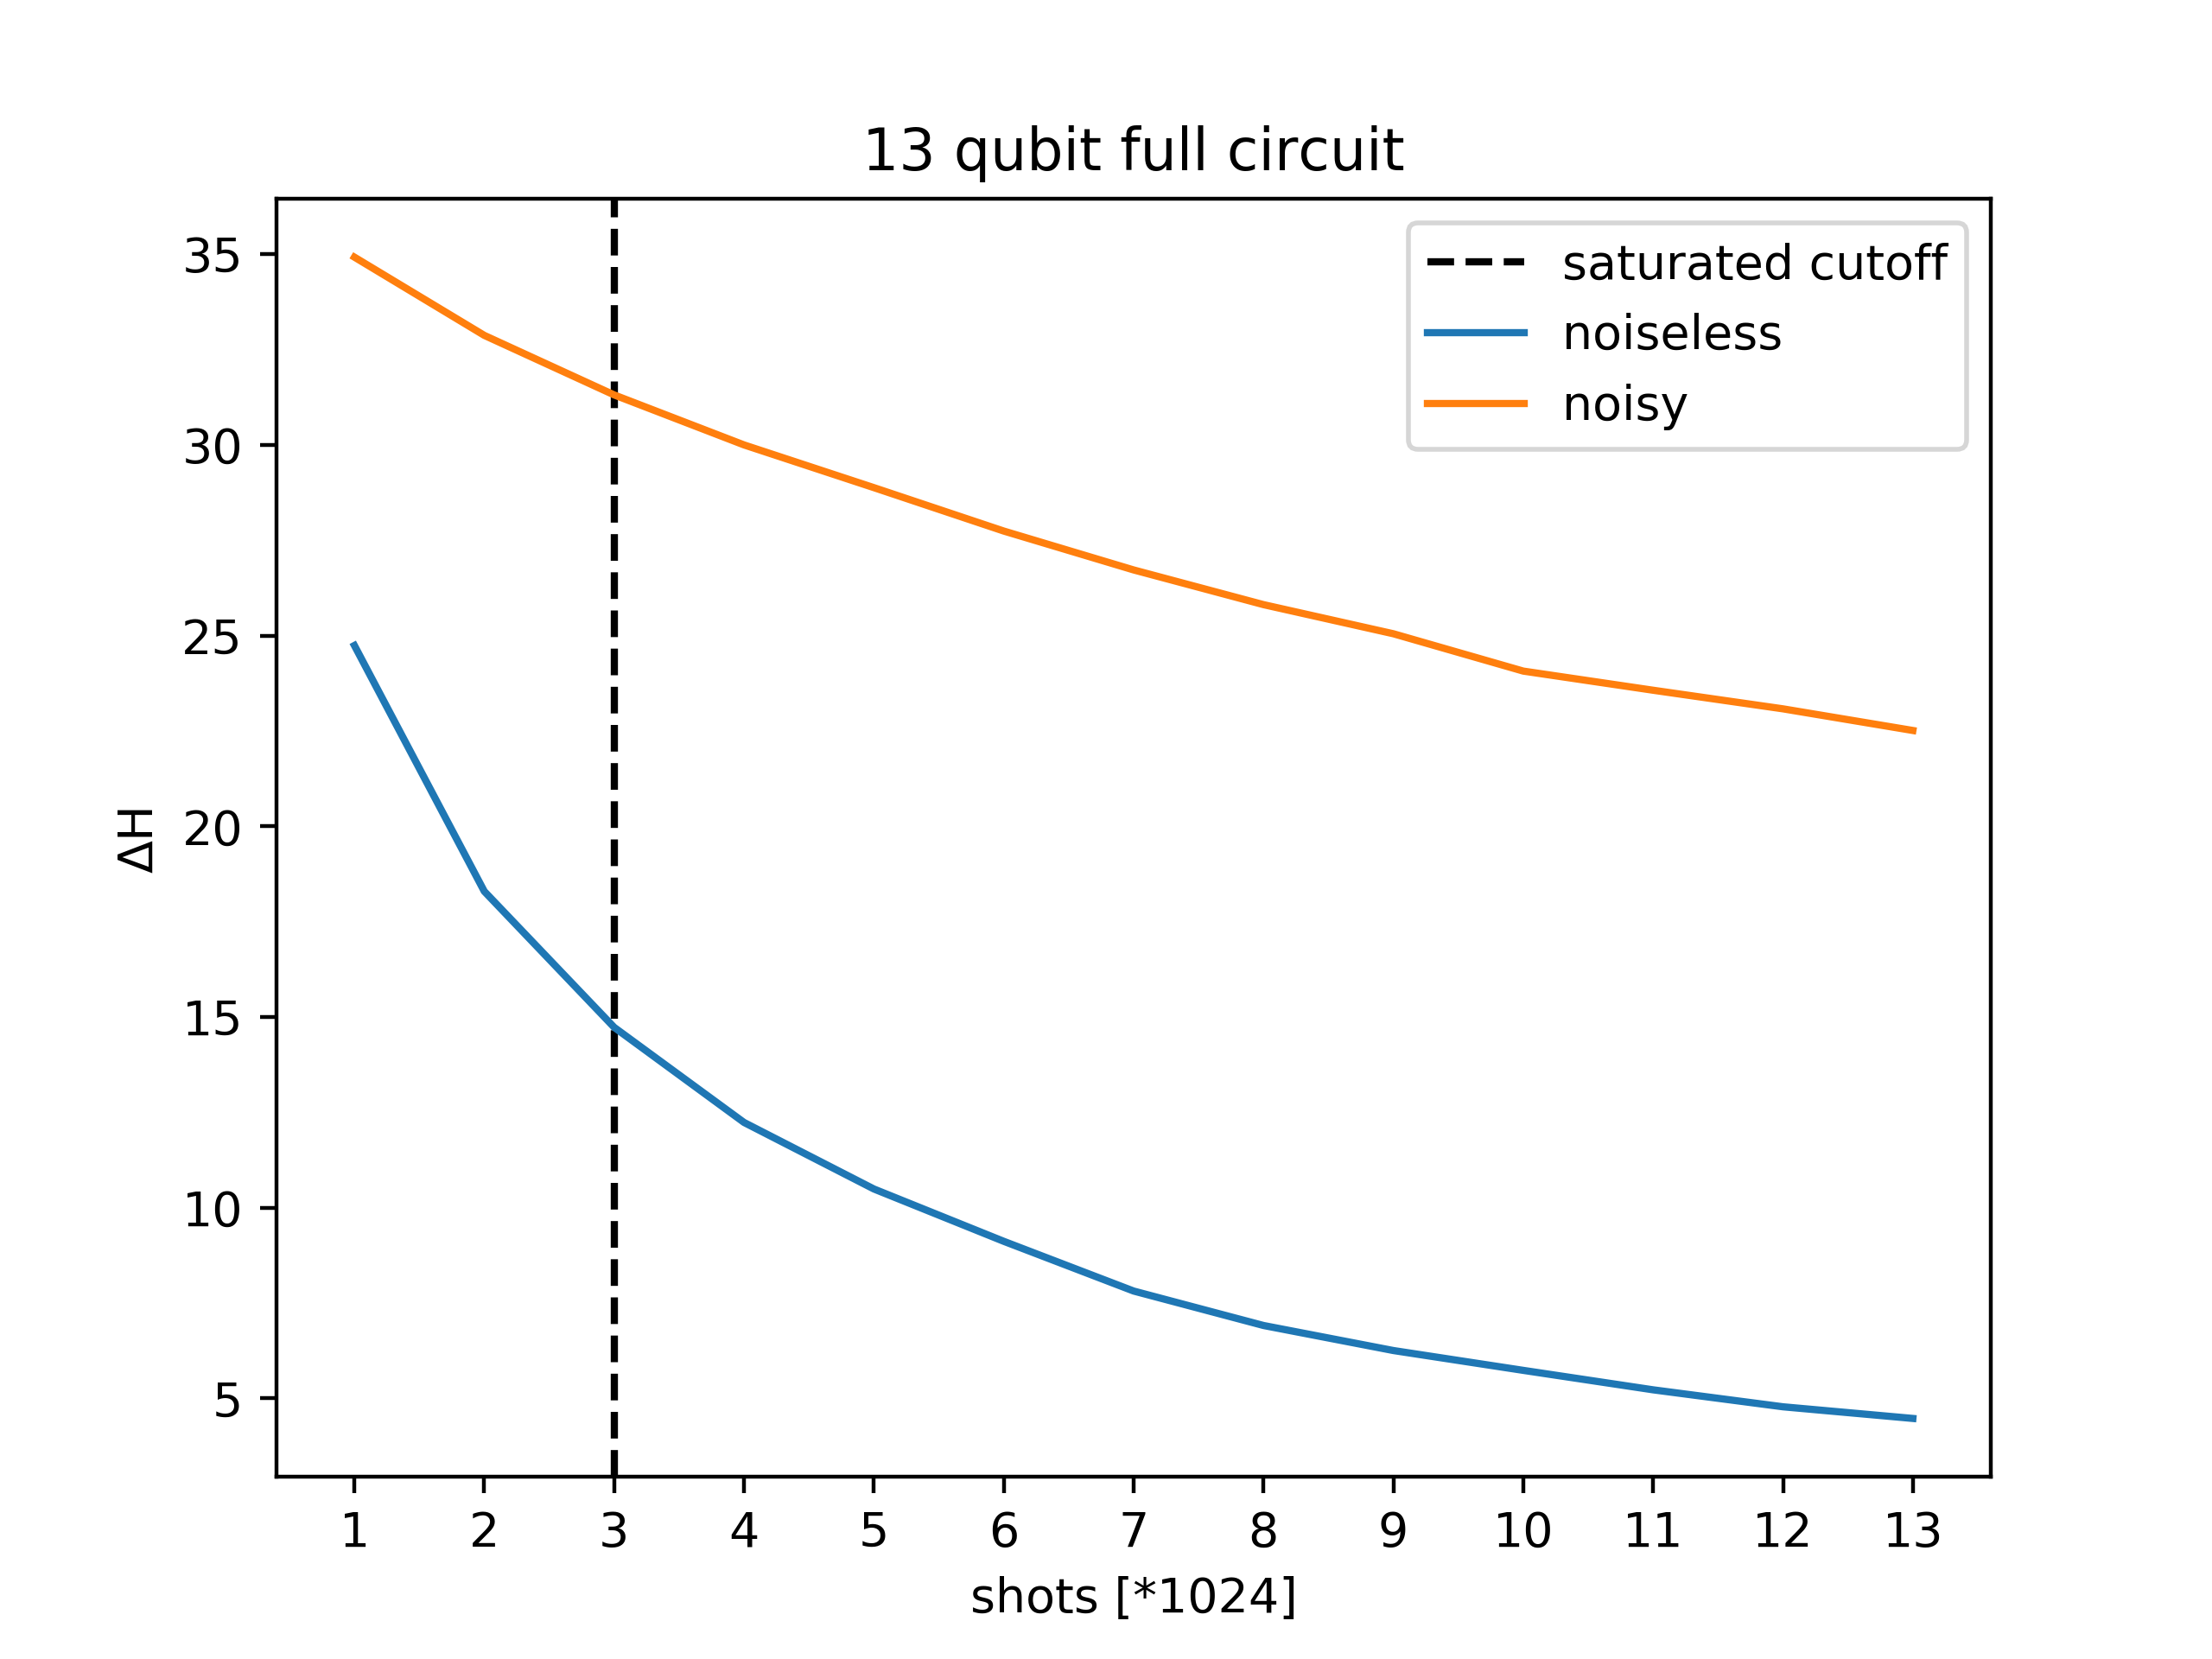 13 qubit full circuit
saturated cutoff
noiseless
noisy
35
30
25
20
15
10
5
ΔH
1 2 3 4 5 6 7 8 9 10 11 12 13
shots [*1024]